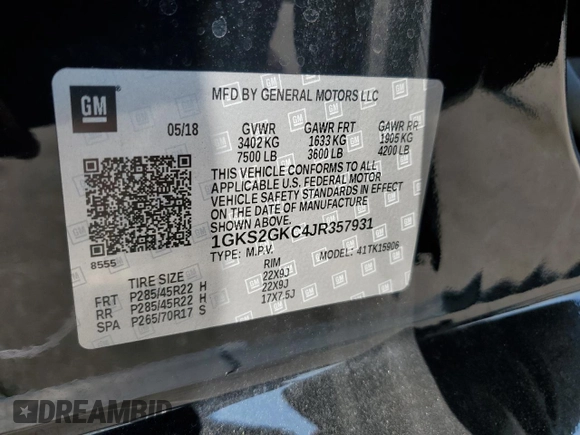 GM
MFD BY GENERAL MOTORS LLC
05/18 GVWR GAWR FRT GAWR RR
3402 KG 1633 KG 1905 KG
7500 LB 3600 LB 4200 LB
THIS VEHICLE CONFORMS TO ALL
APPLICABLE U.S. FEDERAL MOTOR
VEHICLE SAFETY STANDARDS IN EFFECT
ON THE DATE OF MANUFACTURE
SHOWN ABOVE.
1GKS2GKC4JR357931
8555 TYPE: M.P.V. MODEL: 41TK15906
TIRE SIZE RIM
FRT P285/45R22 H 22X9J
RR P285/45R22 H 22X9J
SPA P265/70R17 S 17X7.5J
DREAMBID